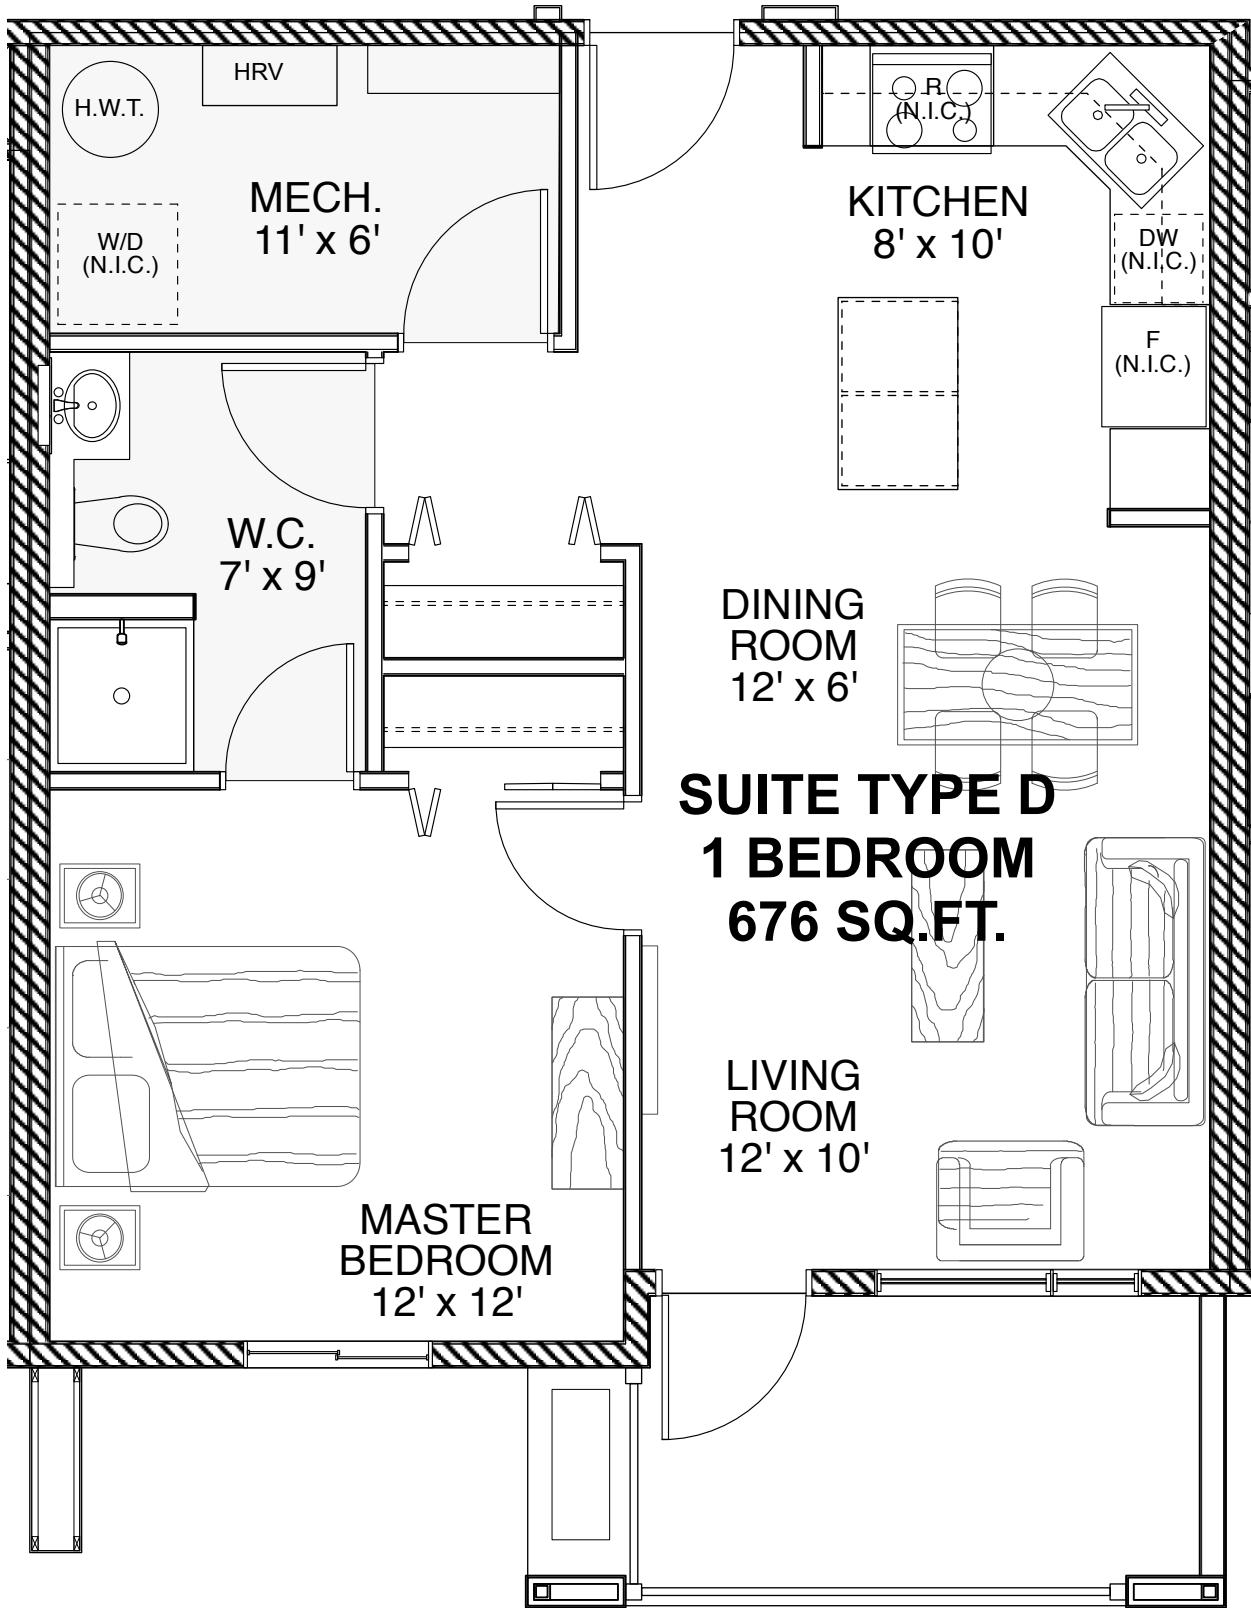 HRV
H.W.T.
R
(N.I.C.)
MECH.
11' x 6'
KITCHEN
8' x 10'
W/D
(N.I.C.)
DW
(N.I.C.)
F
(N.I.C.)
W.C.
7' x 9'
DINING
ROOM
12' x 6'
SUITE TYPE D
1 BEDROOM
676 SQ.FT.
LIVING
ROOM
12' x 10'
MASTER
BEDROOM
12' x 12'